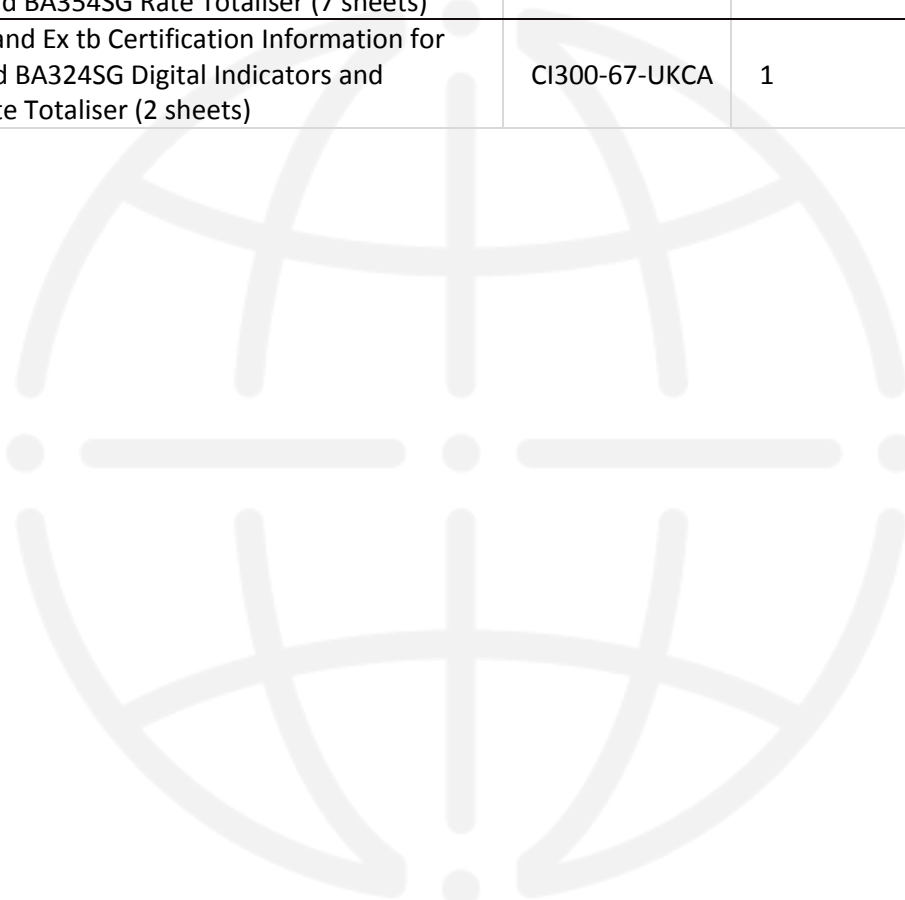 d BA354SG Rate Totaliser (7 sheets)
and Ex tb Certification Information for
d BA324SG Digital Indicators and
te Totaliser (2 sheets)
CI300-67-UKCA
1